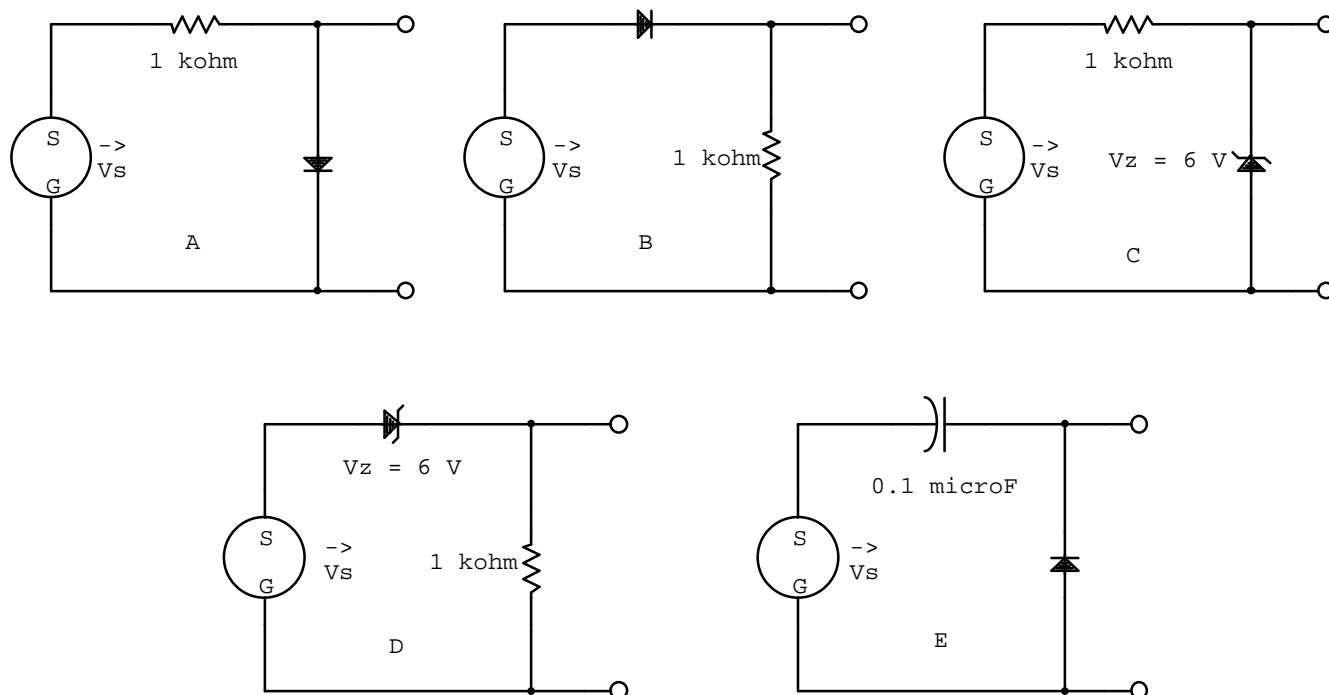 1 kohm
S
G
->
Vs
A
S
G
->
Vs
1 kohm
B
1 kohm
S
G
->
Vs
Vz = 6 V
C
Vz = 6 V
S
G
->
Vs
1 kohm
D
0.1 microF
S
G
->
Vs
E